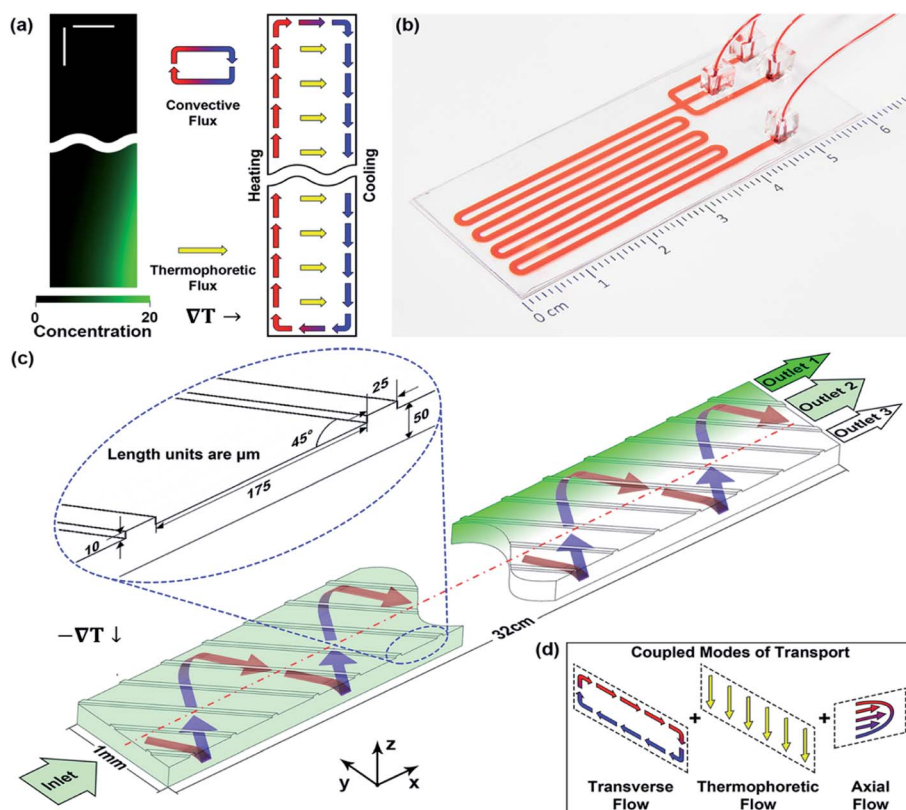 (a)
Convective
Flux
Heating
Cooling
Thermophoretic
Flux
0
20
Concentration
∇T →
(b)
0 cm
1
2
3
4
5
6
(c)
25
50
45°
Length units are µm
175
10
Outlet 1
Outlet 2
Outlet 3
−∇T ↓
32cm
1mm
Inlet
z
y
x
(d)
Coupled Modes of Transport
+
+
Transverse
Flow
Thermophoretic
Flow
Axial
Flow